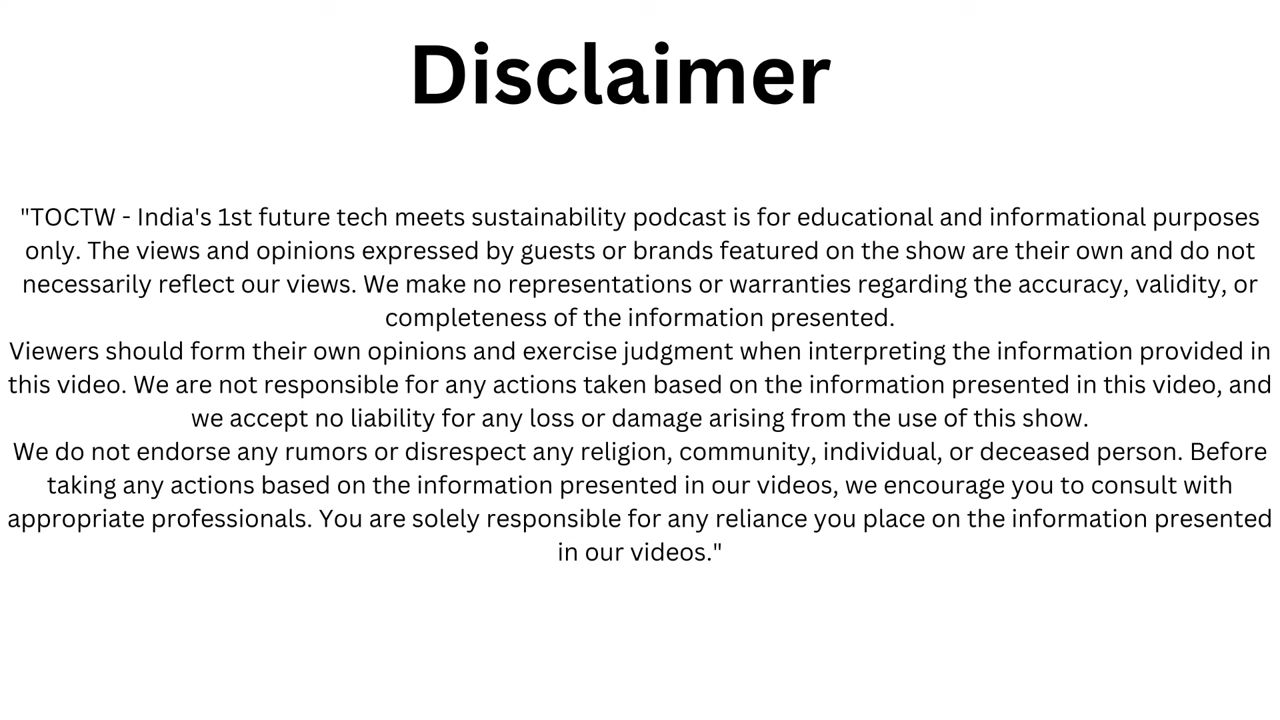 Disclaimer
"TOCTW - India's 1st future tech meets sustainability podcast is for educational and informational purposes
only. The views and opinions expressed by guests or brands featured on the show are their own and do not
necessarily reflect our views. We make no representations or warranties regarding the accuracy, validity, or
completeness of the information presented.
Viewers should form their own opinions and exercise judgment when interpreting the information provided in
this video. We are not responsible for any actions taken based on the information presented in this video, and
we accept no liability for any loss or damage arising from the use of this show.
We do not endorse any rumors or disrespect any religion, community, individual, or deceased person. Before
taking any actions based on the information presented in our videos, we encourage you to consult with
appropriate professionals. You are solely responsible for any reliance you place on the information presented
in our videos."